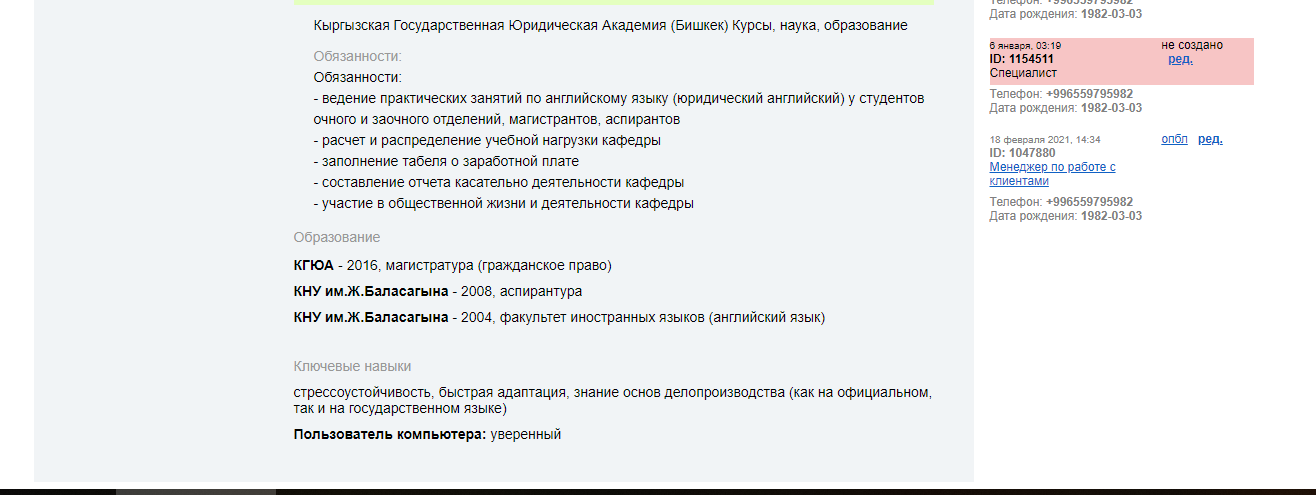 Кыргызская Государственная Юридическая Академия (Бишкек) Курсы, наука, образование
Обязанности:
Обязанности:
- ведение практических занятий по английскому языку (юридический английский) у студентов
очного и заочного отделений, магистрантов, аспирантов
- расчет и распределение учебной нагрузки кафедры
- заполнение табеля о заработной плате
- составление отчета касательно деятельности кафедры
- участие в общественной жизни и деятельности кафедры
Образование
КГЮА - 2016, магистратура (гражданское право)
КНУ им.Ж.Баласагына - 2008, аспирантура
КНУ им.Ж.Баласагына - 2004, факультет иностранных языков (английский язык)
Ключевые навыки
стрессоустойчивость, быстрая адаптация, знание основ делопроизводства (как на официальном,
так и на государственном языке)
Пользователь компьютера: уверенный
Телефон: +996559795982
Дата рождения: 1982-03-03
6 января, 03:19 не создано
ID: 1154511 ред.
Специалист
Телефон: +996559795982
Дата рождения: 1982-03-03
18 февраля 2021, 14:34 опбл ред.
ID: 1047880
Менеджер по работе с
клиентами
Телефон: +996559795982
Дата рождения: 1982-03-03